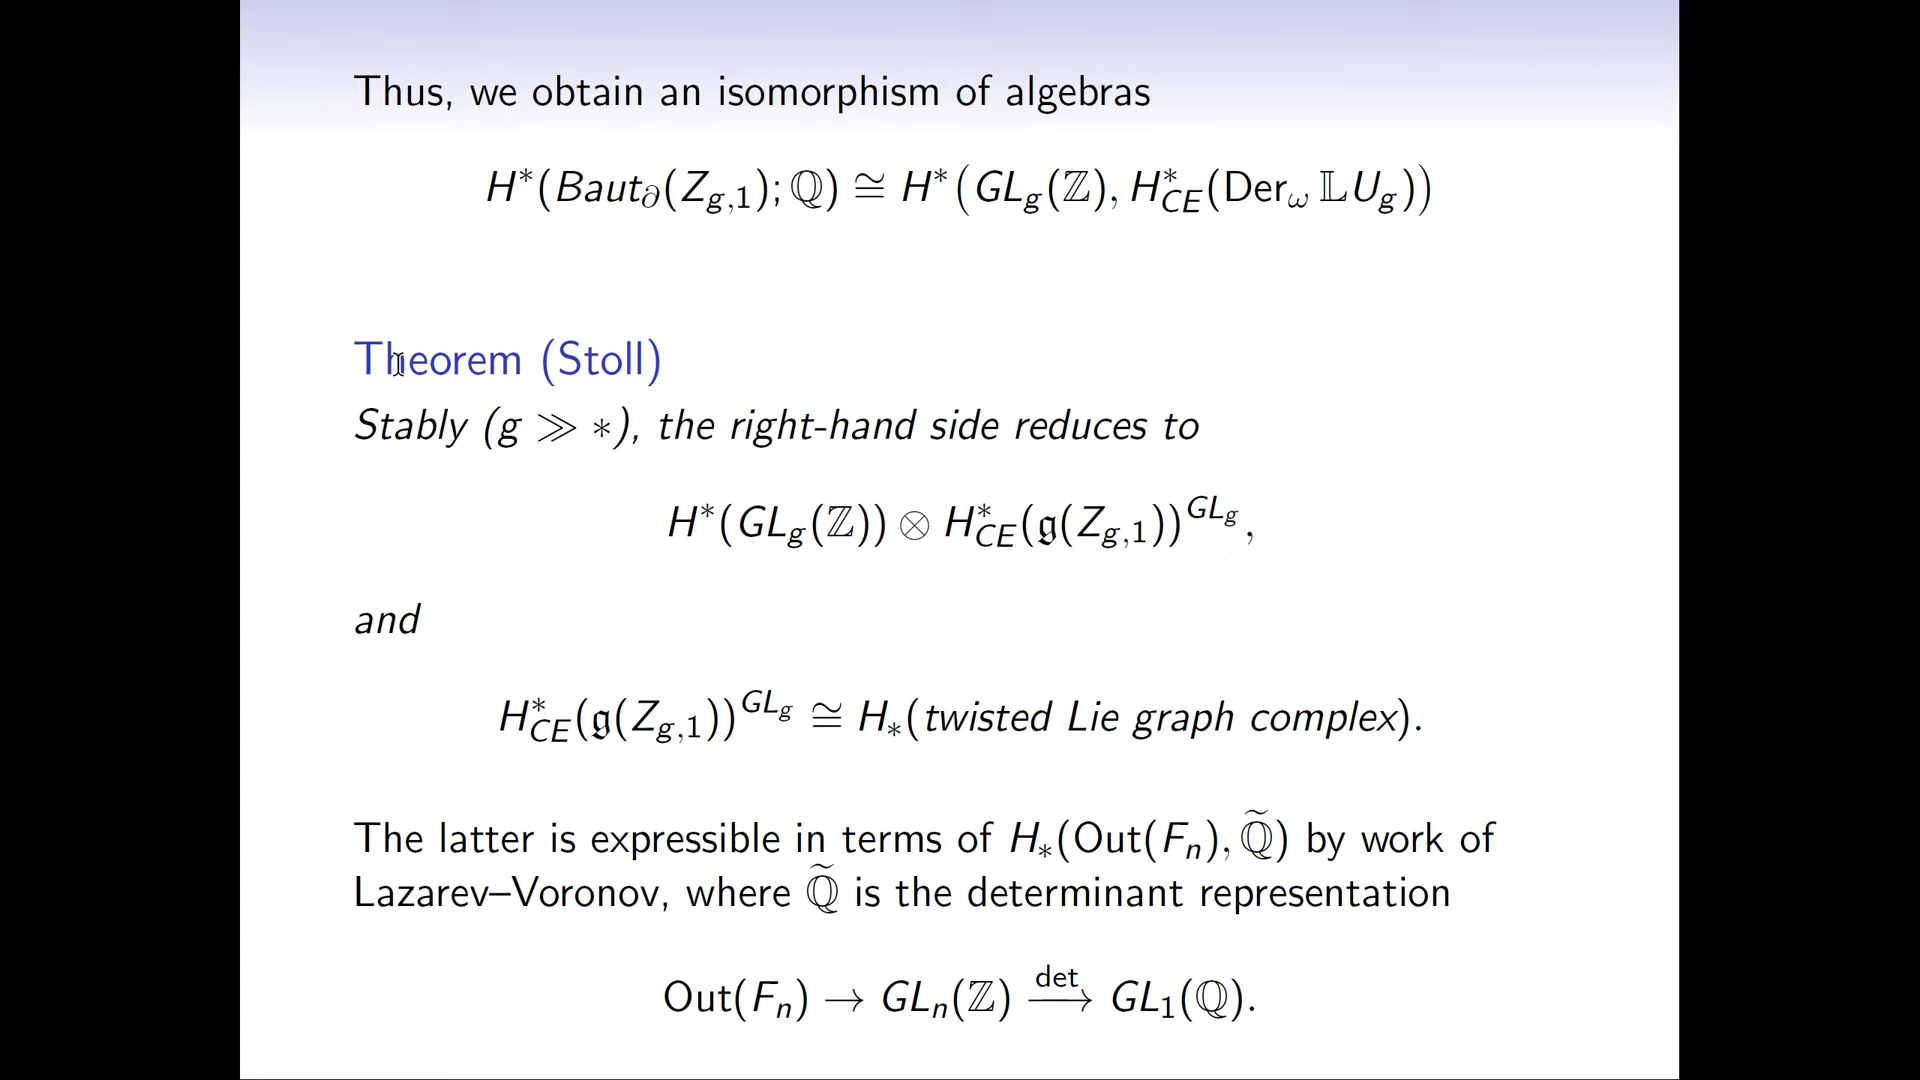 Thus, we obtain an isomorphism of algebras
H*(Baut∂(Z_{g,1}); ℚ) ≅ H*(GL_g(ℤ), H*_{CE}(Der_ω 𝕃U_g))
Theorem (Stoll)
Stably (g ≫ *), the right-hand side reduces to
H*(GL_g(ℤ)) ⊗ H*_{CE}(𝔤(Z_{g,1}))^{GL_g},
and
H*_{CE}(𝔤(Z_{g,1}))^{GL_g} ≅ H_*(twisted Lie graph complex).
The latter is expressible in terms of H_*(Out(F_n), ℚ̃) by work of
Lazarev–Voronov, where ℚ̃ is the determinant representation
Out(F_n) → GL_n(ℤ) —det→ GL_1(ℚ).